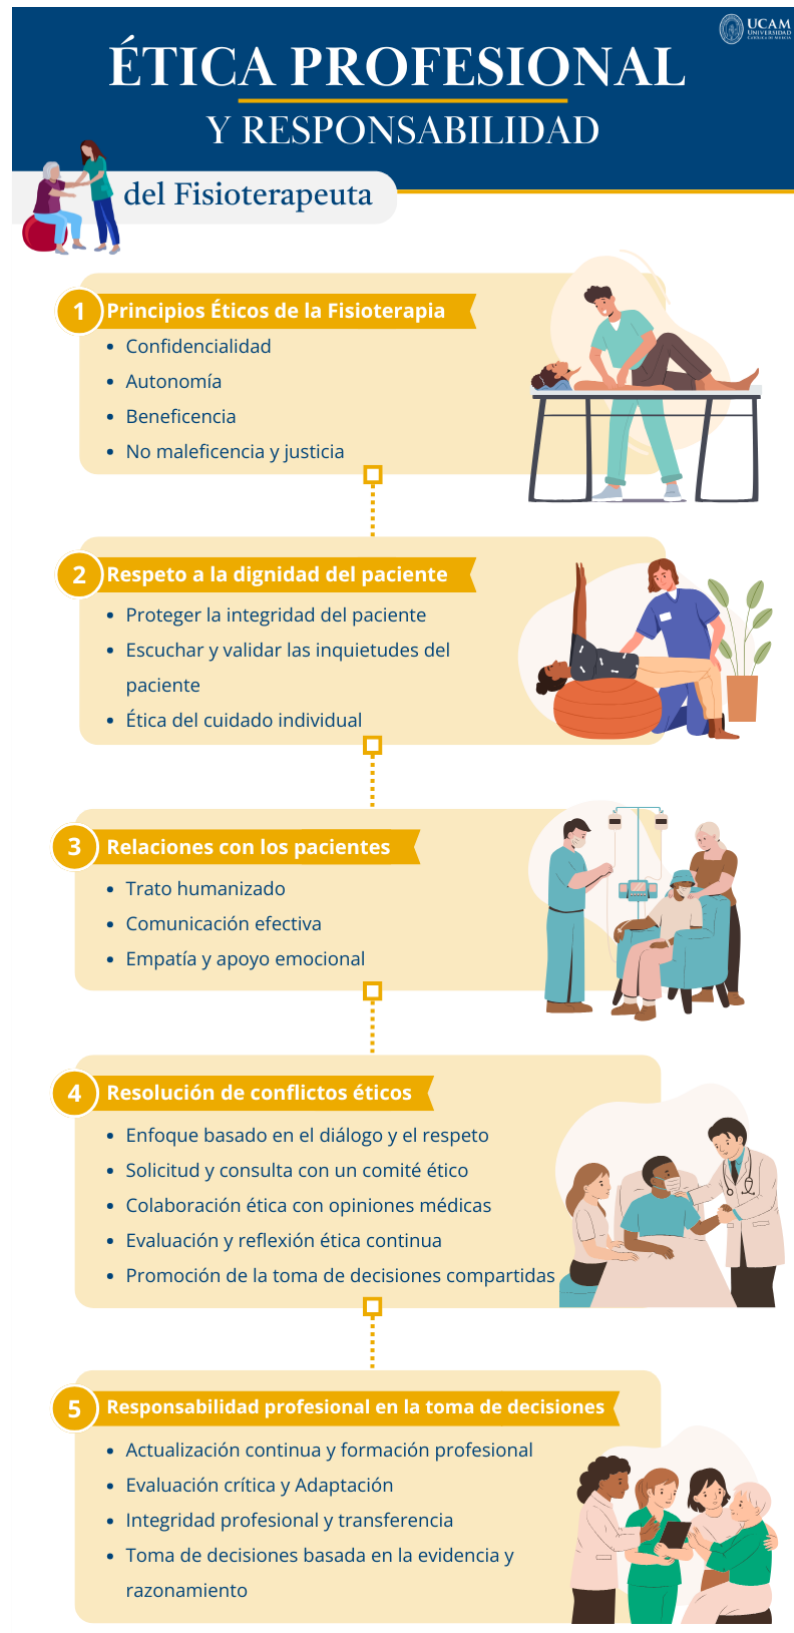 UCAM
UNIVERSIDAD
CATÓLICA DE MURCIA
ÉTICA PROFESIONAL
Y RESPONSABILIDAD
del Fisioterapeuta
1 Principios Éticos de la Fisioterapia
• Confidencialidad
• Autonomía
• Beneficencia
• No maleficencia y justicia
2 Respeto a la dignidad del paciente
• Proteger la integridad del paciente
• Escuchar y validar las inquietudes del
paciente
• Ética del cuidado individual
3 Relaciones con los pacientes
• Trato humanizado
• Comunicación efectiva
• Empatía y apoyo emocional
4 Resolución de conflictos éticos
• Enfoque basado en el diálogo y el respeto
• Solicitud y consulta con un comité ético
• Colaboración ética con opiniones médicas
• Evaluación y reflexión ética continua
• Promoción de la toma de decisiones compartidas
5 Responsabilidad profesional en la toma de decisiones
• Actualización continua y formación profesional
• Evaluación crítica y Adaptación
• Integridad profesional y transferencia
• Toma de decisiones basada en la evidencia y
razonamiento